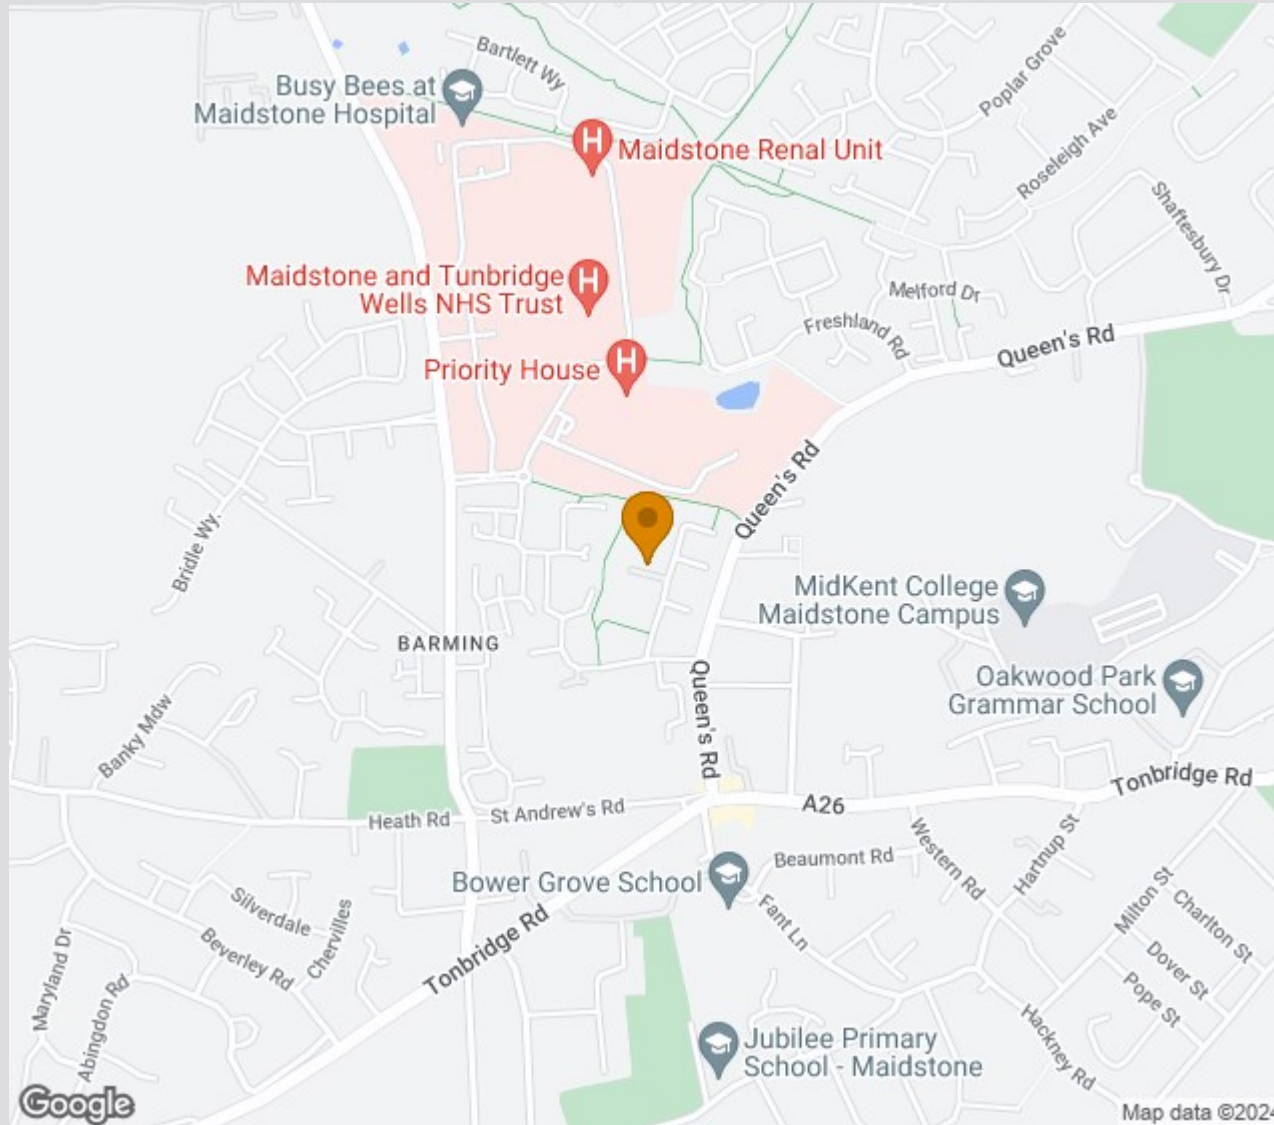 Bartlett Wy
Poplar Grove
Busy Bees at
Maidstone Hospital
Maidstone Renal Unit
Roseleigh Ave
Shaftesbury Dr
Maidstone and Tunbridge
Wells NHS Trust
Melford Dr
Freshland Rd
Queen's Rd
Priority House
Queen's Rd
Bridle Wy.
MidKent College
Maidstone Campus
BARMING
Oakwood Park
Grammar School
Queen's Rd
Banky Mdw
Tonbridge Rd
A26
St Andrew's Rd
Heath Rd
Beaumont Rd
Western Rd
Hartnup St
Bower Grove School
Milton St
Charlton St
Silverdale
Chervilles
Fant Ln
Beverley Rd
Tonbridge Rd
Dover St
Pope St
Maryland Dr
Abingdon Rd
Hackney Rd
Jubilee Primary
School - Maidstone
Google
Map data ©2024